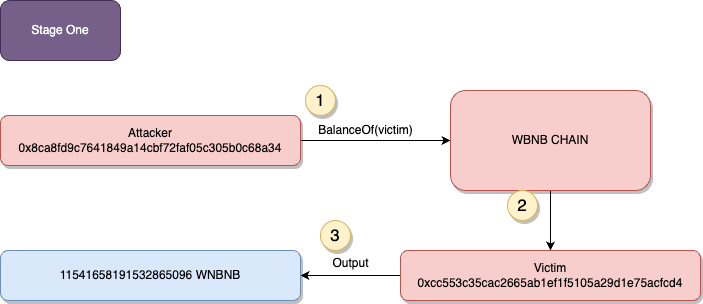 Stage One
1
Attacker
0x8ca8fd9c7641849a14cbf72faf05c305b0c68a34
BalanceOf(victim)
WBNB CHAIN
2
3
Output
11541658191532865096 WNBNB
Victim
0xcc553c35cac2665ab1ef1f5105a29d1e75acfcd4